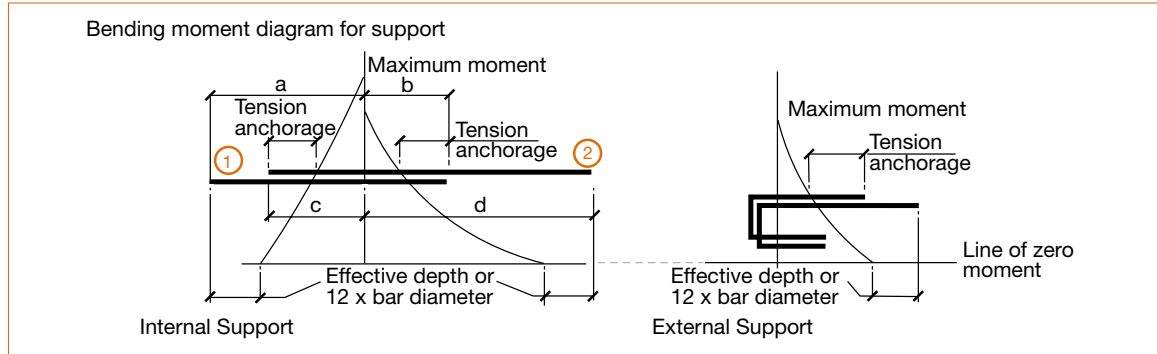 Bending moment diagram for support
Maximum moment
a
b
Tension
anchorage
Tension
anchorage
1
2
c
d
Effective depth or
12 x bar diameter
Internal Support
Maximum moment
Tension
anchorage
Line of zero
moment
Effective depth or
12 x bar diameter
External Support